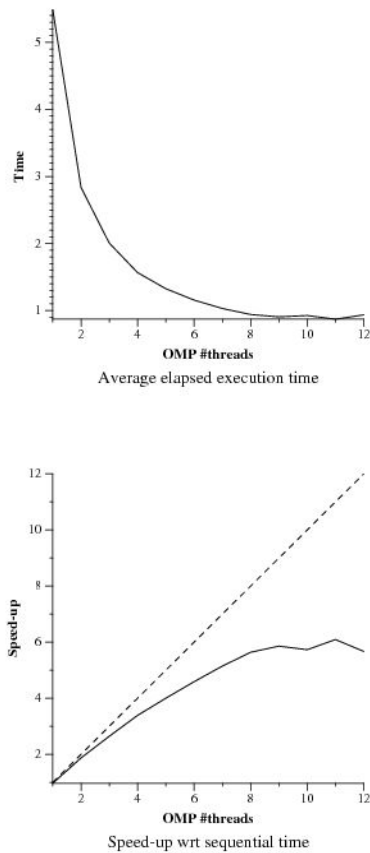 5
4
3
2
1
Time
2 4 6 8 10 12
OMP #threads
Average elapsed execution time
12
10
8
6
4
2
Speed-up
2 4 6 8 10 12
OMP #threads
Speed-up wrt sequential time